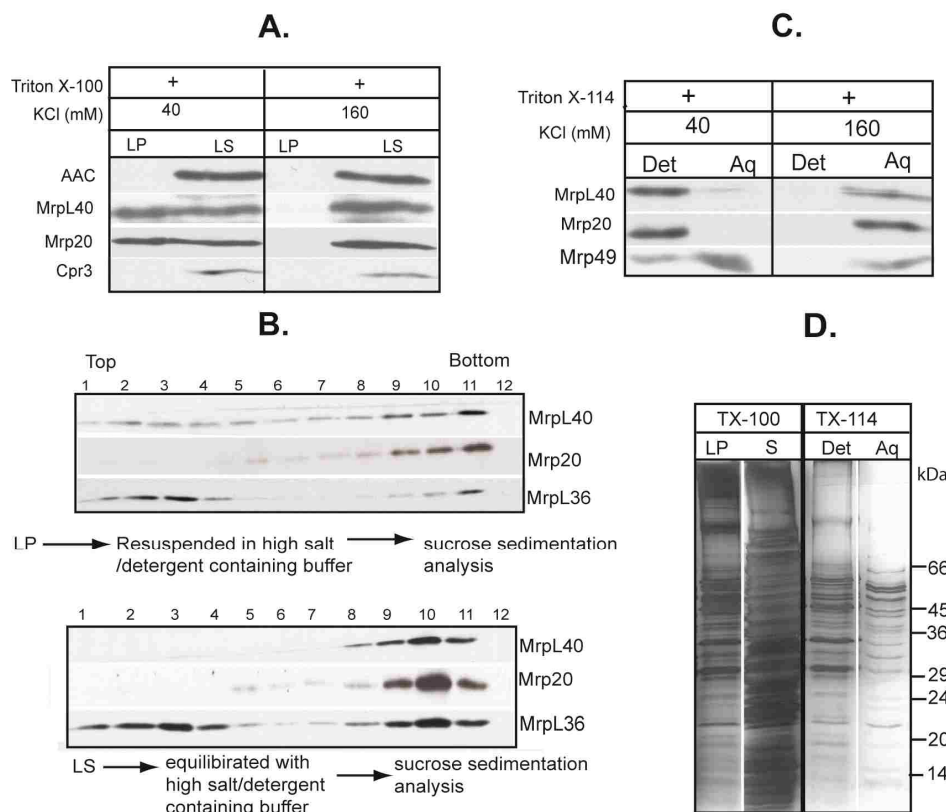 A.
Triton X-100 + +
KCl (mM) 40 160
LP LS LP LS
AAC
MrpL40
Mrp20
Cpr3
B.
Top Bottom
1 2 3 4 5 6 7 8 9 10 11 12
MrpL40
Mrp20
MrpL36
LP Resuspended in high salt sucrose sedimentation
/detergent containing buffer analysis
1 2 3 4 5 6 7 8 9 10 11 12
MrpL40
Mrp20
MrpL36
LS equilibirated with sucrose sedimentation
high salt/detergent analysis
containing buffer
C.
Triton X-114 + +
KCl (mM) 40 160
Det Aq Det Aq
MrpL40
Mrp20
Mrp49
D.
TX-100 TX-114
LP S Det Aq
kDa
66
45
36
29
24
20
14